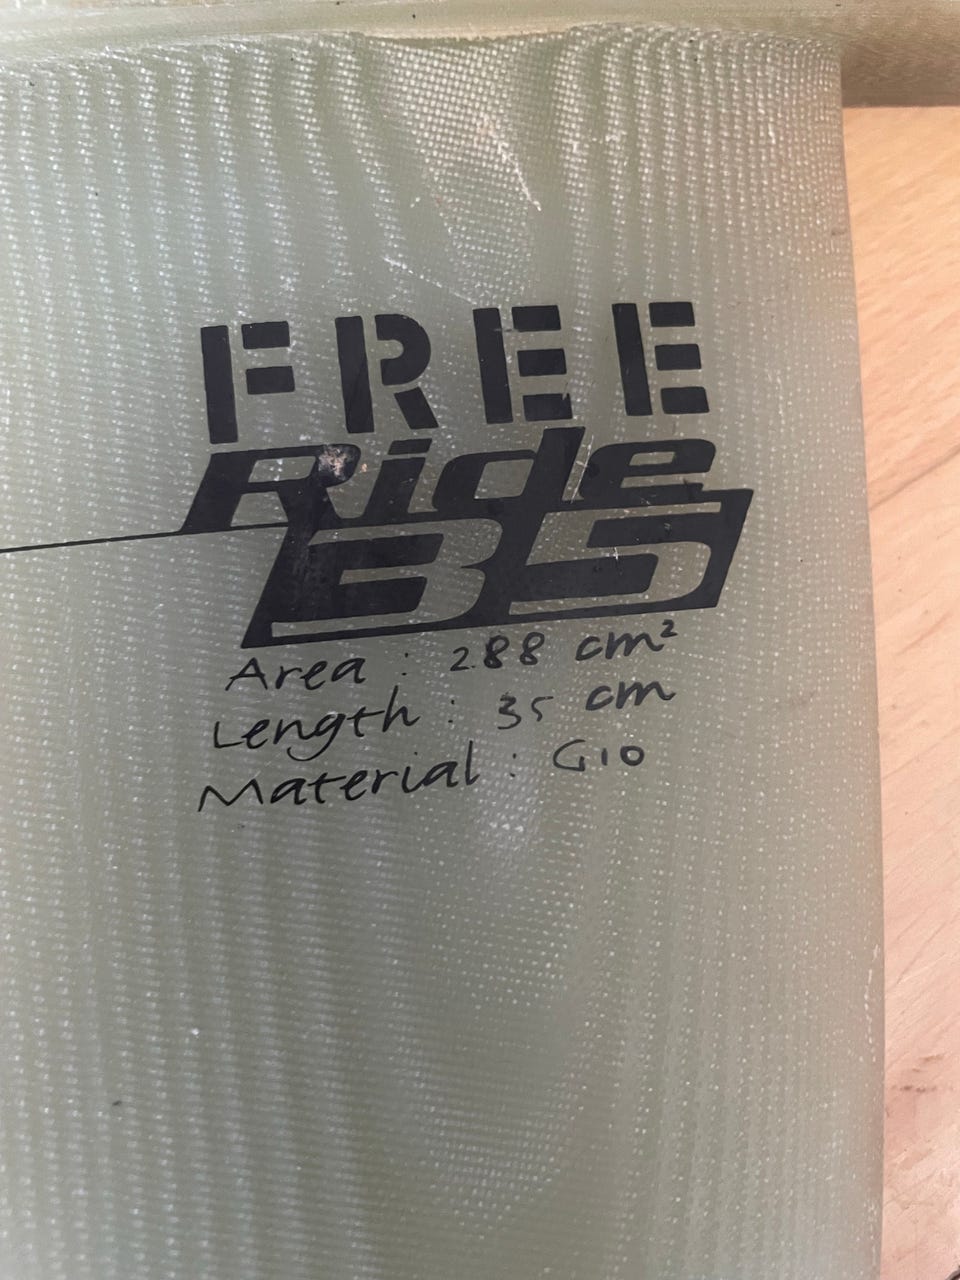 FREE
Ride
35
Area : 288 cm²
Length : 35 cm
Material : G10